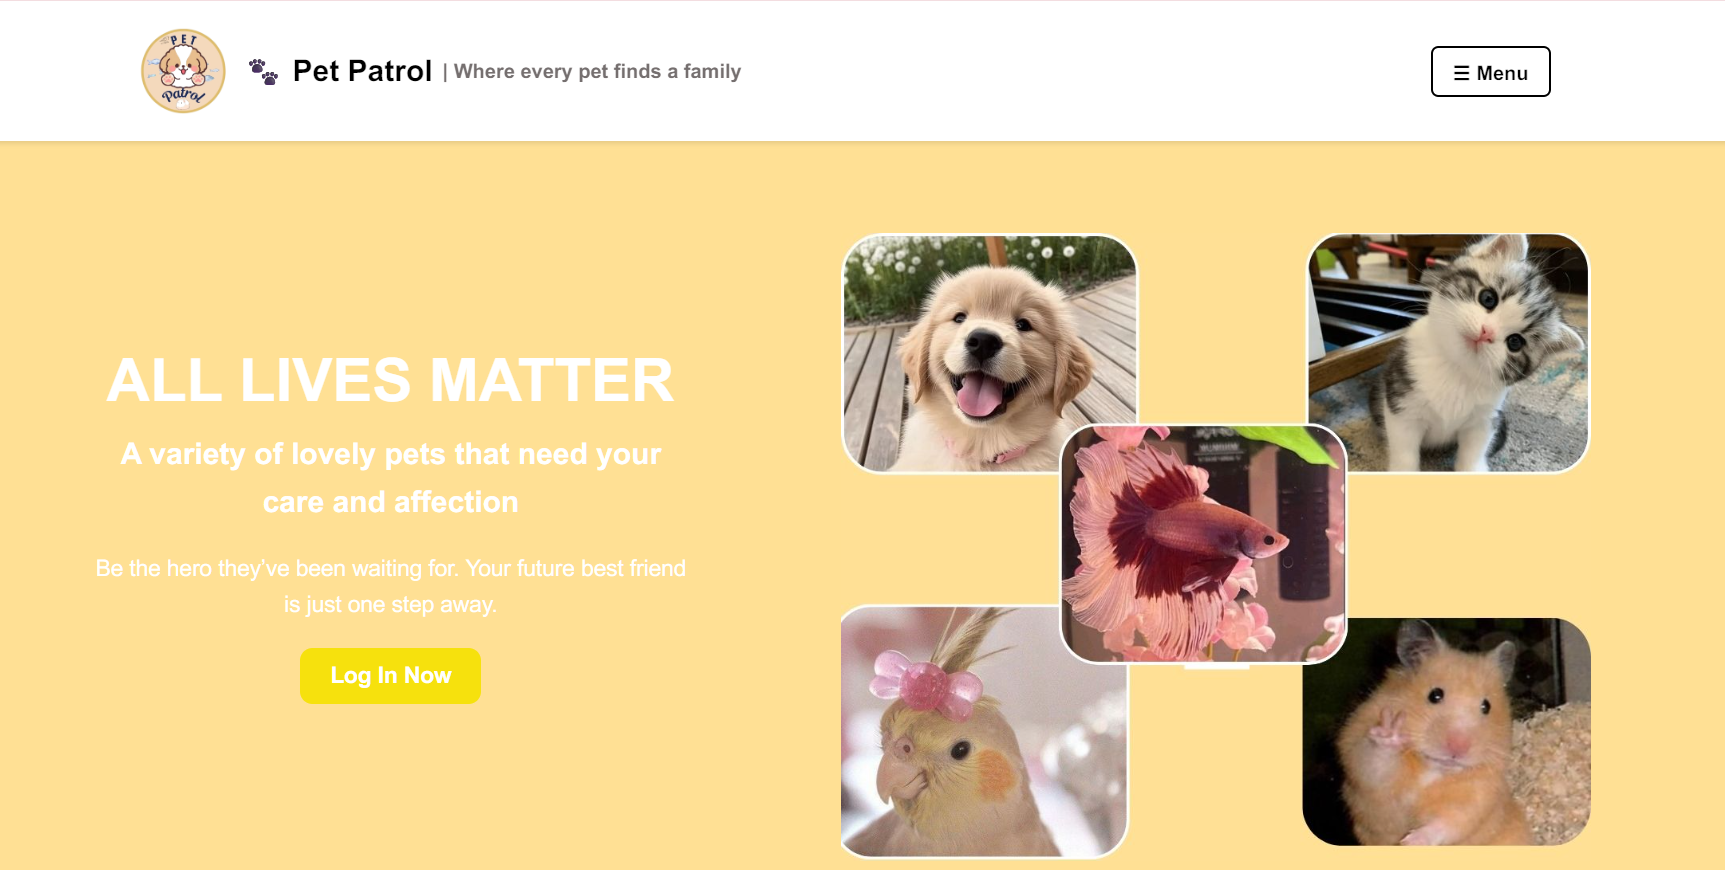 PET
Patrol
Pet Patrol | Where every pet finds a family
☰ Menu
ALL LIVES MATTER
A variety of lovely pets that need your
care and affection
Be the hero they’ve been waiting for. Your future best friend
is just one step away.
Log In Now